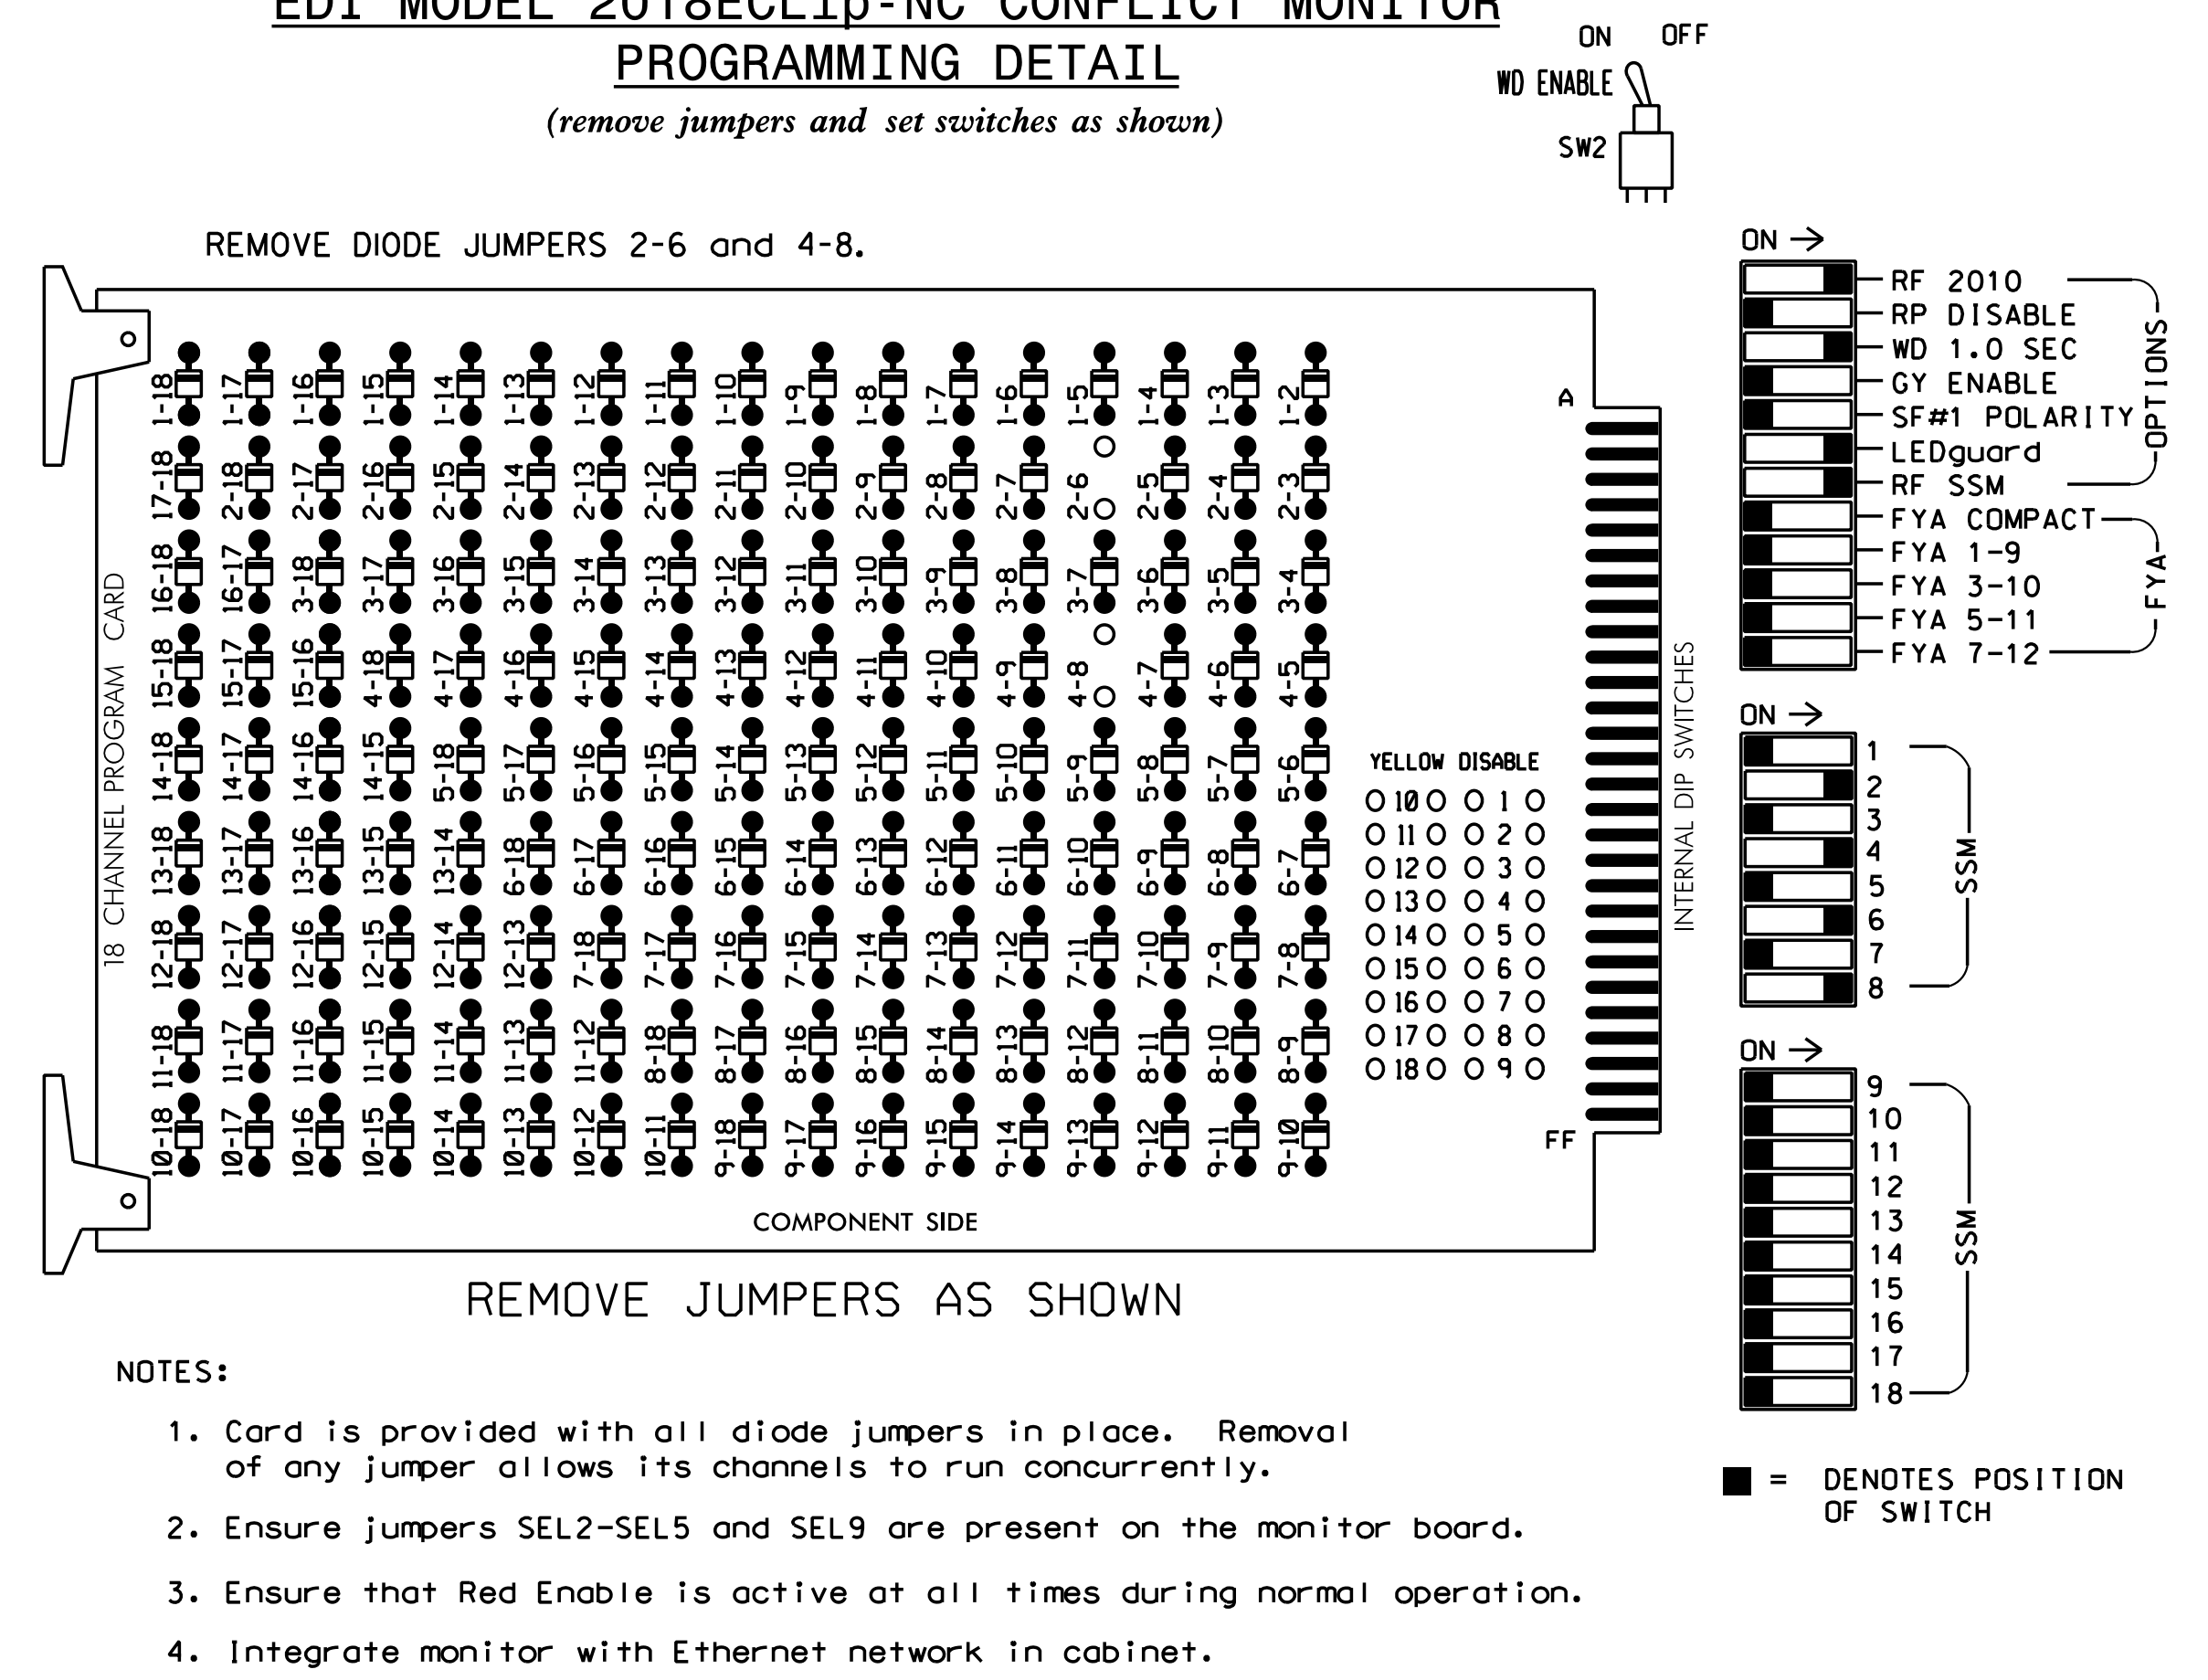 EDI MODEL 2018ECLip-NC CONFLICT MONITOR
PROGRAMMING DETAIL
(remove jumpers and set switches as shown)
ON OFF
WD ENABLE
SW2
REMOVE DIODE JUMPERS 2-6 and 4-8.
18 CHANNEL PROGRAM CARD
1-18 1-17 1-16 1-15 1-14 1-13 1-12 1-11 1-10 1-9 1-8 1-7 1-6 1-5 1-4 1-3 1-2
17-18 2-18 2-17 2-16 2-15 2-14 2-13 2-12 2-11 2-10 2-9 2-8 2-7 2-6 2-5 2-4 2-3
16-18 16-17 3-18 3-17 3-16 3-15 3-14 3-13 3-12 3-11 3-10 3-9 3-8 3-7 3-6 3-5 3-4
15-18 15-17 15-16 4-18 4-17 4-16 4-15 4-14 4-13 4-12 4-11 4-10 4-9 4-8 4-7 4-6 4-5
14-18 14-17 14-16 14-15 5-18 5-17 5-16 5-15 5-14 5-13 5-12 5-11 5-10 5-9 5-8 5-7 5-6
13-18 13-17 13-16 13-15 13-14 6-18 6-17 6-16 6-15 6-14 6-13 6-12 6-11 6-10 6-9 6-8 6-7
12-18 12-17 12-16 12-15 12-14 12-13 7-18 7-17 7-16 7-15 7-14 7-13 7-12 7-11 7-10 7-9 7-8
11-18 11-17 11-16 11-15 11-14 11-13 11-12 8-18 8-17 8-16 8-15 8-14 8-13 8-12 8-11 8-10 8-9
10-18 10-17 10-16 10-15 10-14 10-13 10-12 10-11 9-18 9-17 9-16 9-15 9-14 9-13 9-12 9-11 9-10
A
YELLOW DISABLE
10 1
11 2
12 3
13 4
14 5
15 6
16 7
17 8
18 9
FF
COMPONENT SIDE
INTERNAL DIP SWITCHES
ON →
RF 2010
RP DISABLE
WD 1.0 SEC
GY ENABLE
SF#1 POLARITY
LEDguard
RF SSM
OPTIONS
FYA COMPACT
FYA 1-9
FYA 3-10
FYA 5-11
FYA 7-12
FYA
ON →
1
2
3
4
5
6
7
8
SSM
ON →
9
10
11
12
13
14
15
16
17
18
SSM
REMOVE JUMPERS AS SHOWN
NOTES:
1. Card is provided with all diode jumpers in place. Removal
of any jumper allows its channels to run concurrently.
2. Ensure jumpers SEL2-SEL5 and SEL9 are present on the monitor board.
3. Ensure that Red Enable is active at all times during normal operation.
4. Integrate monitor with Ethernet network in cabinet.
= DENOTES POSITION
OF SWITCH